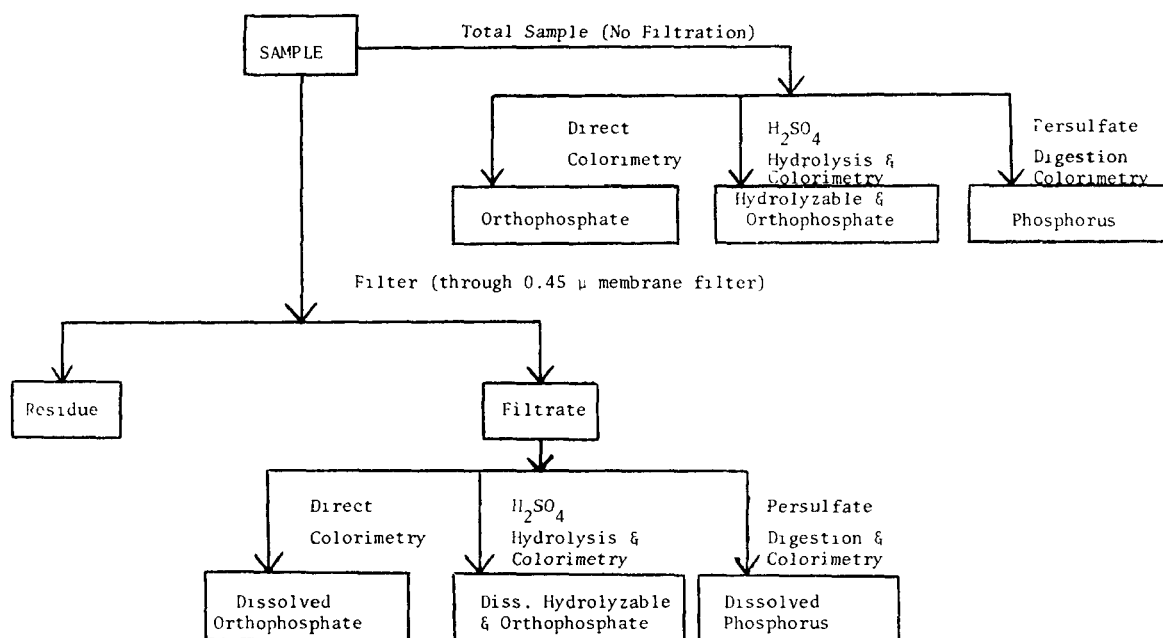 Total Sample (No Filtration)
SAMPLE
Direct
Colorimetry
H2SO4
Hydrolysis &
Colorimetry
Persulfate
Digestion
Colorimetry
Orthophosphate
Hydrolyzable &
Orthophosphate
Phosphorus
Filter (through 0.45 μ membrane filter)
Residue
Filtrate
Direct
Colorimetry
H2SO4
Hydrolysis &
Colorimetry
Persulfate
Digestion &
Colorimetry
Dissolved
Orthophosphate
Diss. Hydrolyzable
& Orthophosphate
Dissolved
Phosphorus